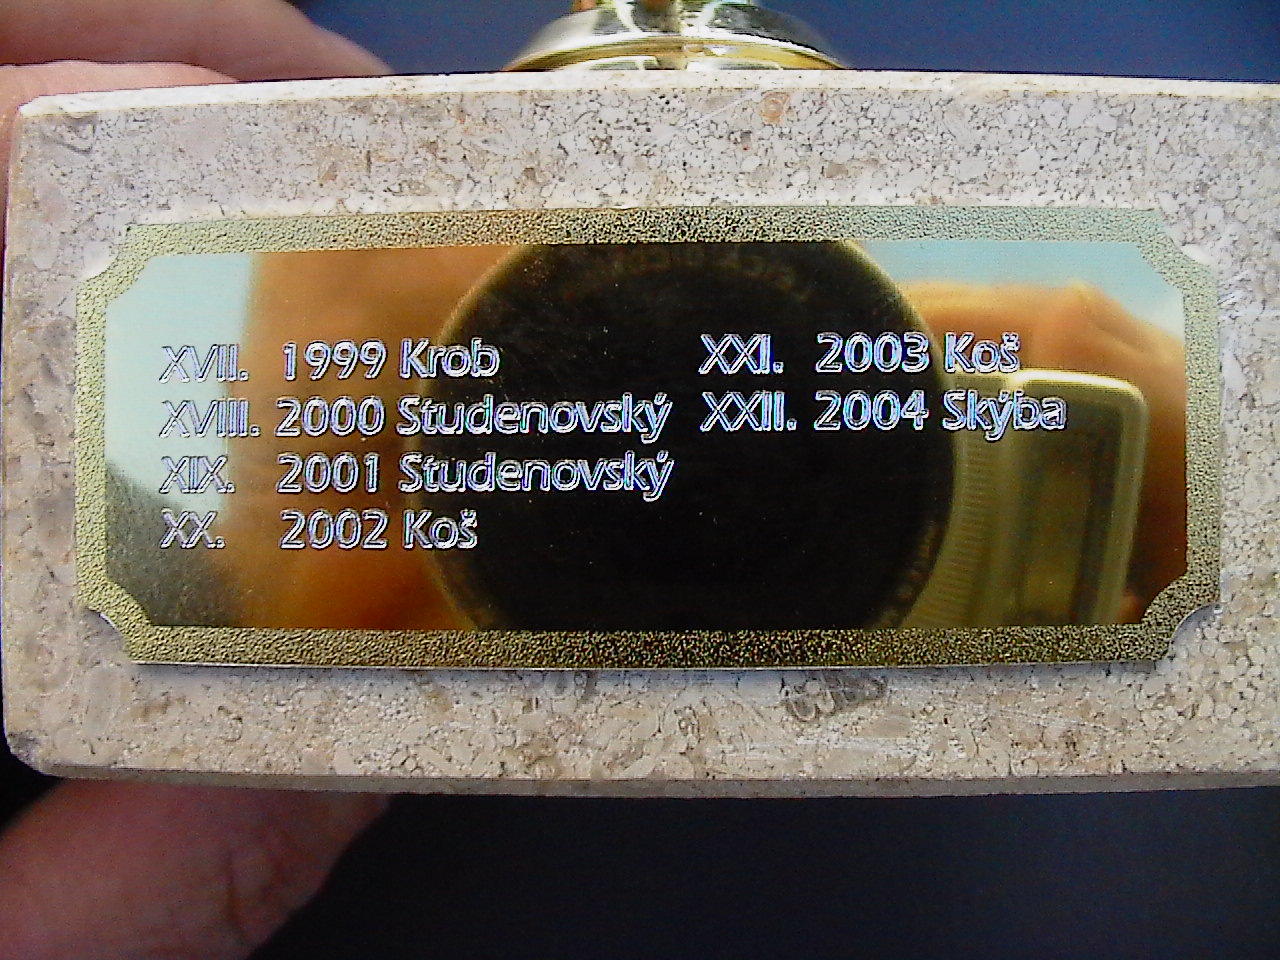 XVII. 1999 Krob
XVIII. 2000 Studenovský
XIX. 2001 Studenovský
XX. 2002 Koš
XXI. 2003 Koš
XXII. 2004 Skýba